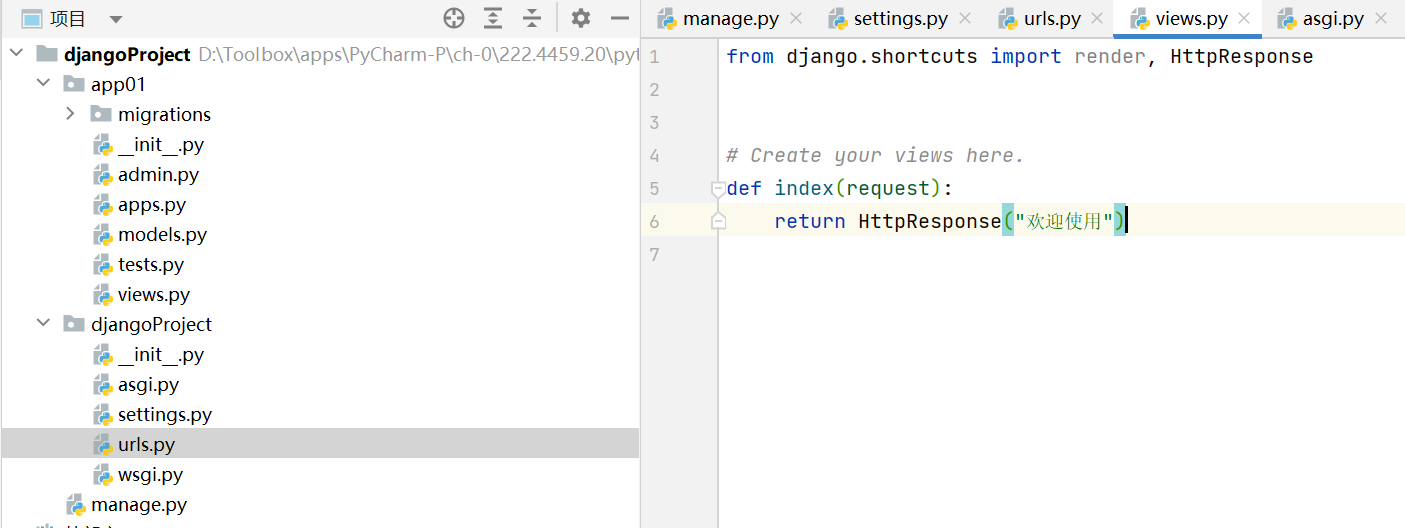 项目
djangoProject D:\Toolbox\apps\PyCharm-P\ch-0\222.4459.20\pyt
app01
migrations
__init__.py
admin.py
apps.py
models.py
tests.py
views.py
djangoProject
__init__.py
asgi.py
settings.py
urls.py
wsgi.py
manage.py
manage.py settings.py urls.py views.py asgi.py
1 from django.shortcuts import render, HttpResponse
2
3
4 # Create your views here.
5 def index(request):
6 return HttpResponse("欢迎使用")
7